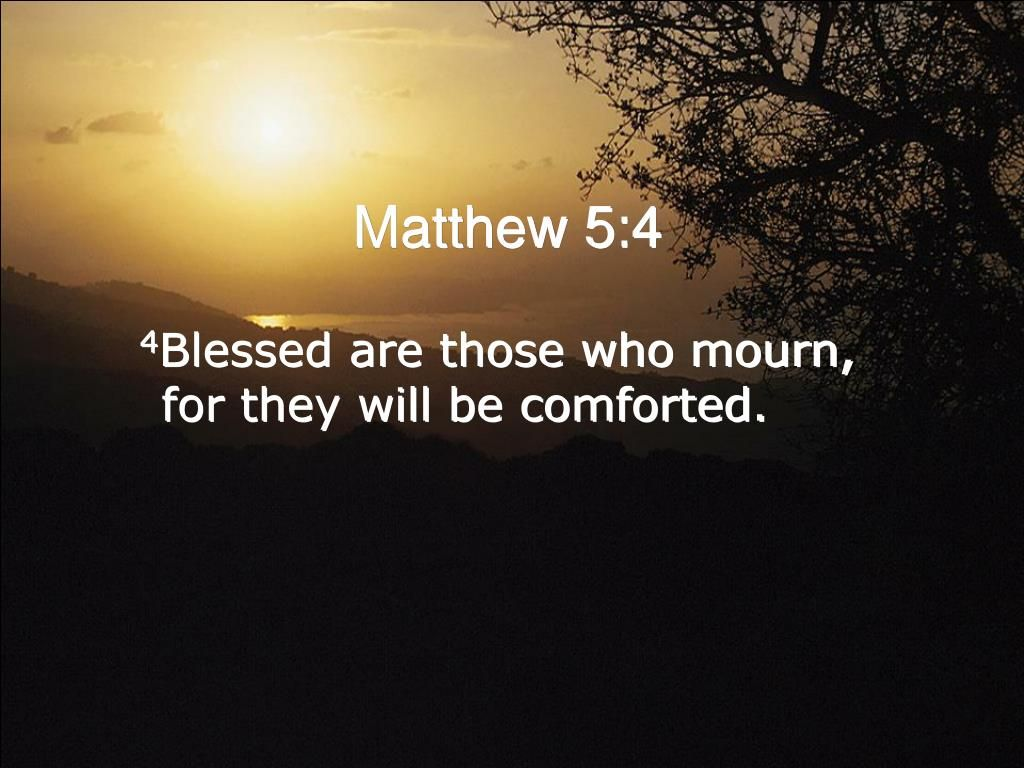 Matthew 5:4
4Blessed are those who mourn,
for they will be comforted.